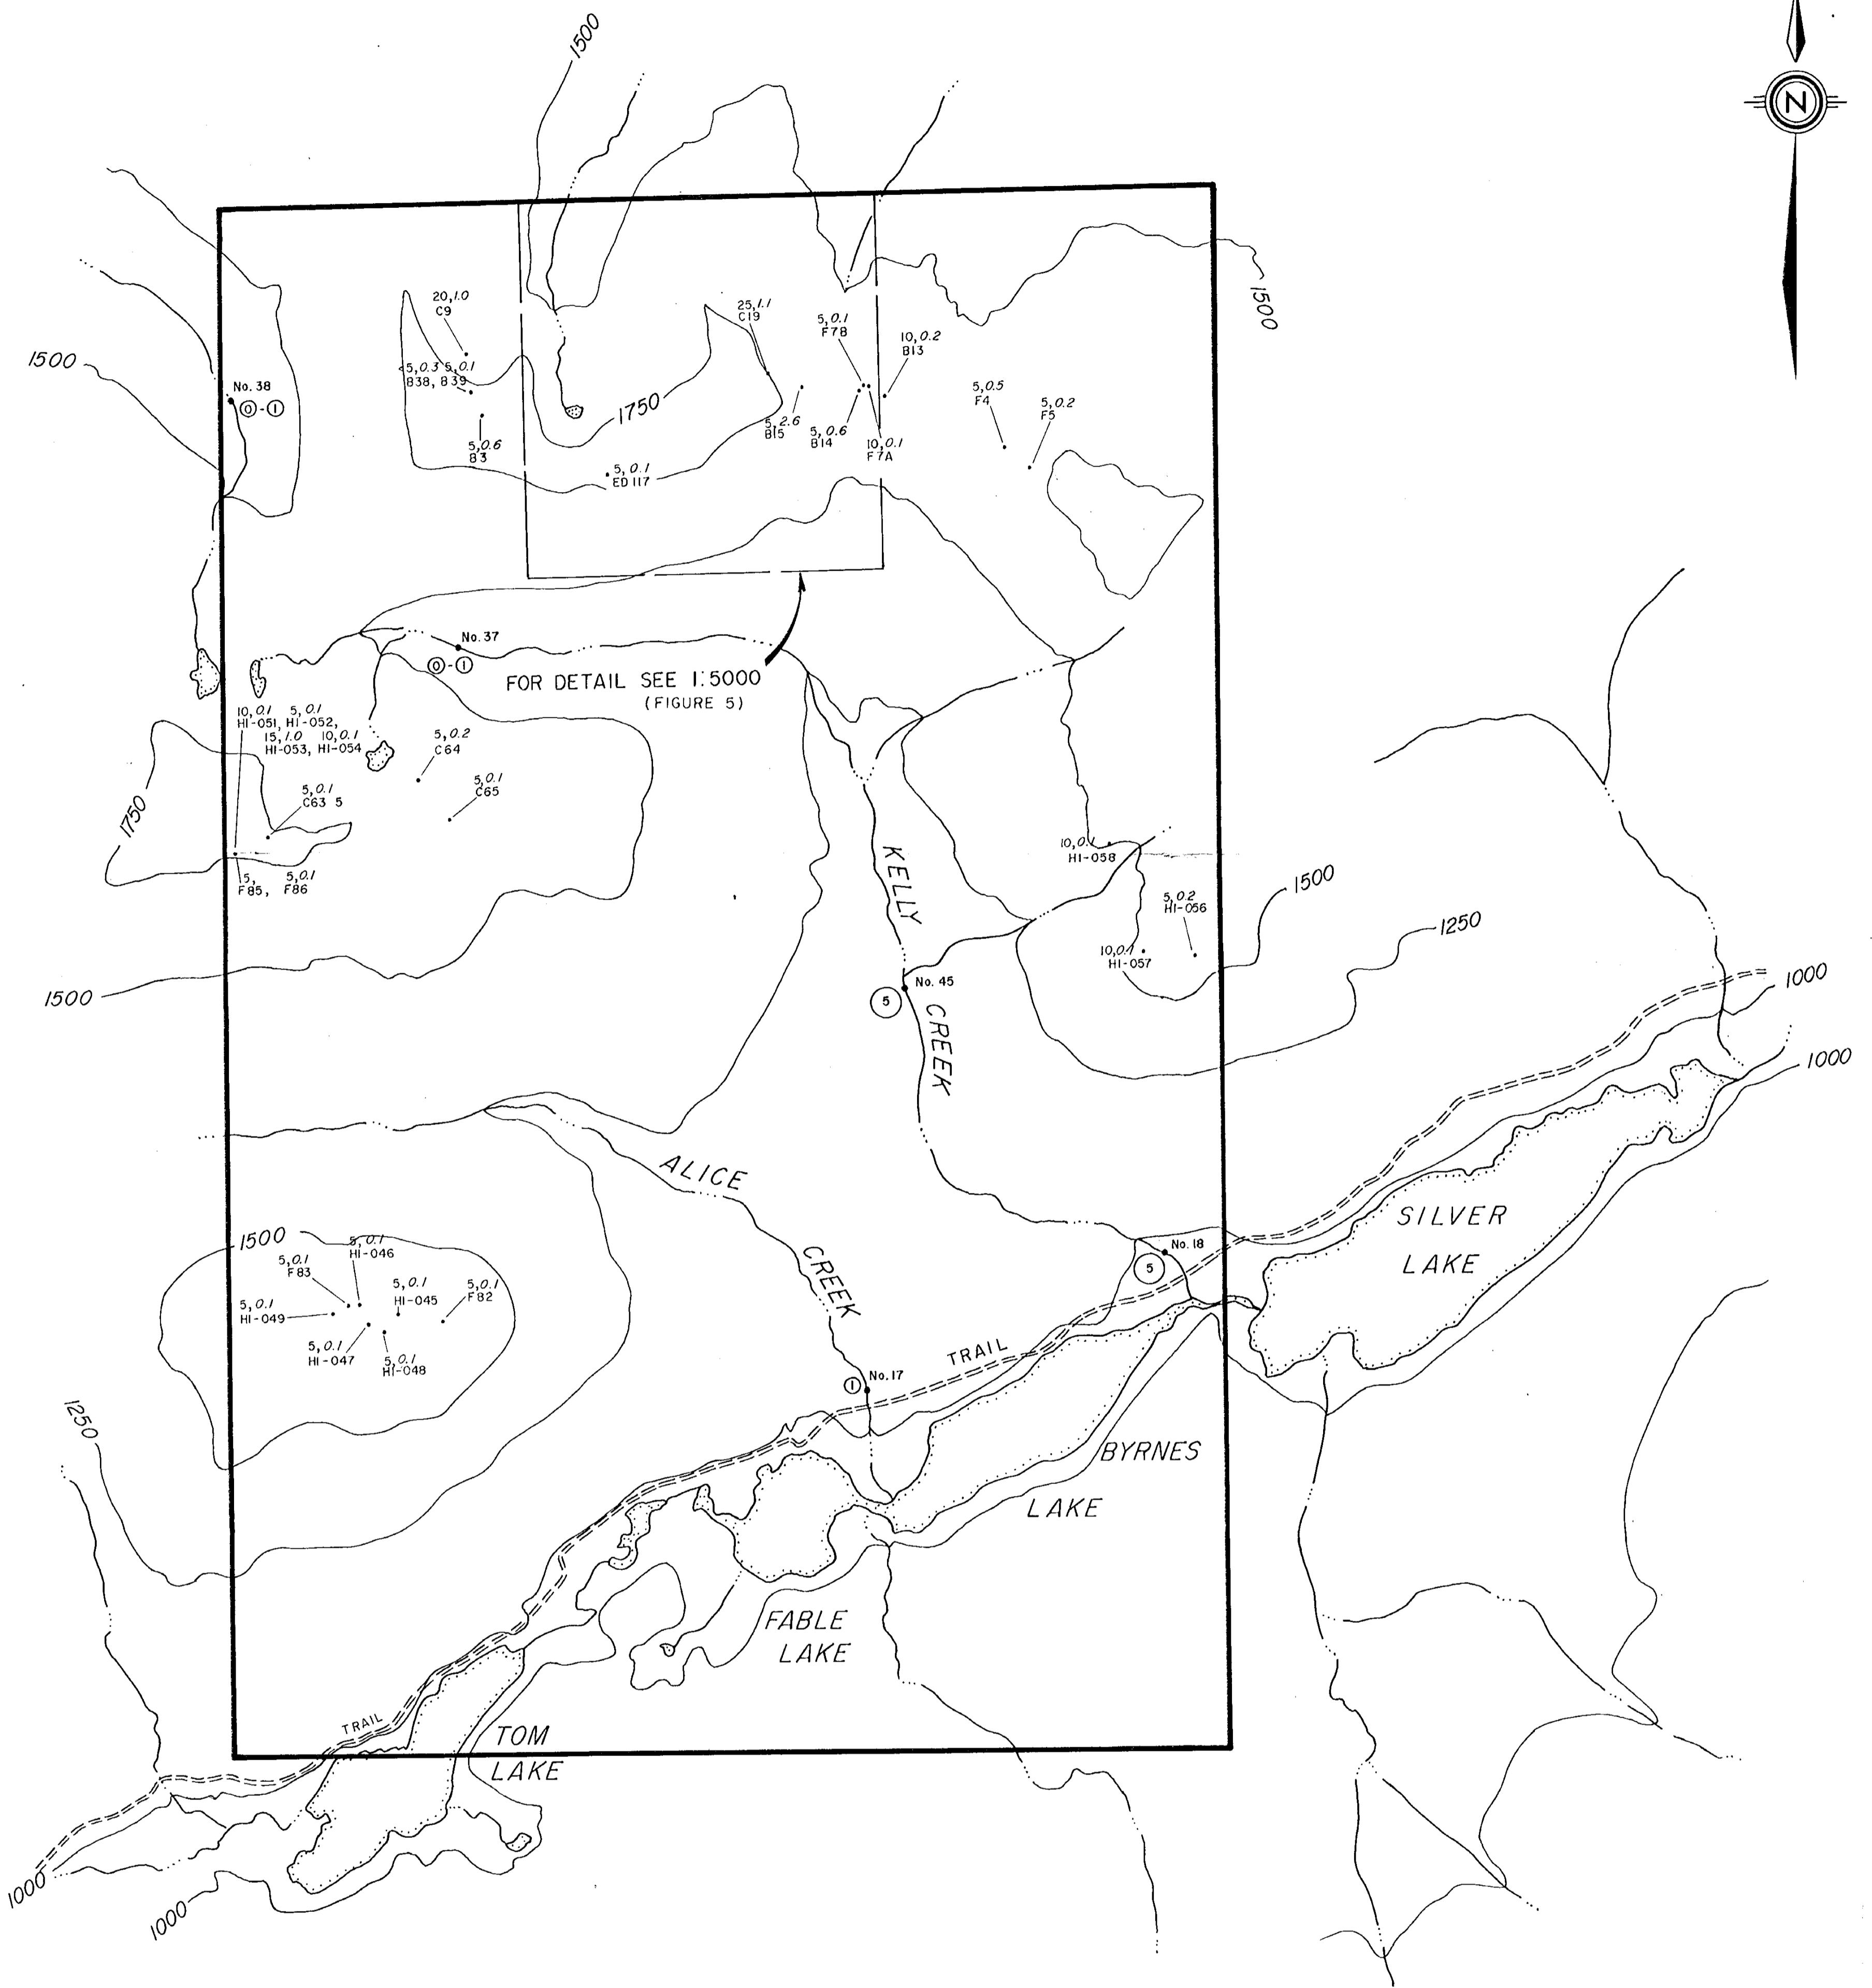 1500
N
20, 1.0
C9
25, 1.1
C19
5, 0.1
F7B
10, 0.2
B13
1500
1500
No. 38
0 - 1
5, 0.3 5, 0.1
B38, B39
1750
5, 0.5
F4
5, 0.2
F5
5, 2.6
B15
5, 0.6
B14
10, 0.1
F7A
5, 0.6
B3
5, 0.1
ED 117
No. 37
0 - 1
FOR DETAIL SEE 1:5000
(FIGURE 5)
10, 0.1 5, 0.1
HI-051, HI-052,
15, 1.0 10, 0.1
HI-053, HI-054
5, 0.2
C64
5, 0.1
C65
5, 0.1
C63 5
1750
5, 5, 0.1
F85, F86
KELLY
CREEK
10, 0.1
HI-058
1500
5, 0.2
HI-056
1250
10, 0.1
HI-057
1500
No. 45
5
1000
1000
ALICE
CREEK
1500
5, 0.1
HI-046
5, 0.1
F83
5, 0.1
HI-045
5, 0.1
F82
5, 0.1
HI-049
5, 0.1
HI-047
5, 0.1
HI-048
SILVER
LAKE
No. 18
5
TRAIL
No. 17
1
1250
BYRNES
LAKE
FABLE
LAKE
TRAIL
TOM
LAKE
1000
1000